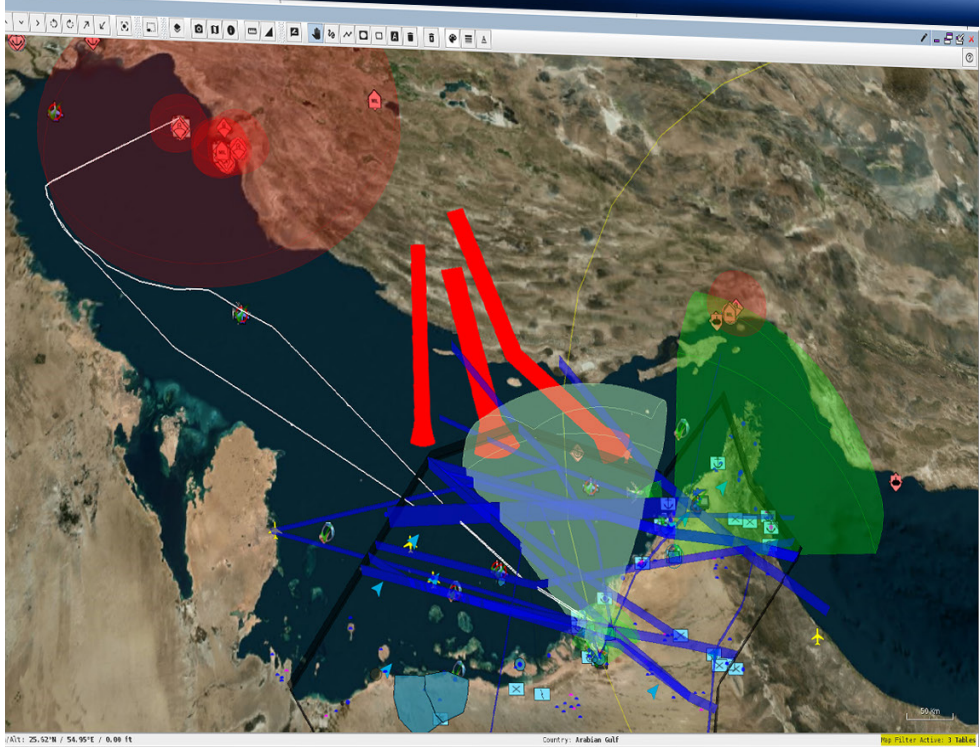 50 Km
/Alt: 25.52°N / 54.95°E / 0.00 ft
Country: Arabian Gulf
Map Filter Active: 3 Tables